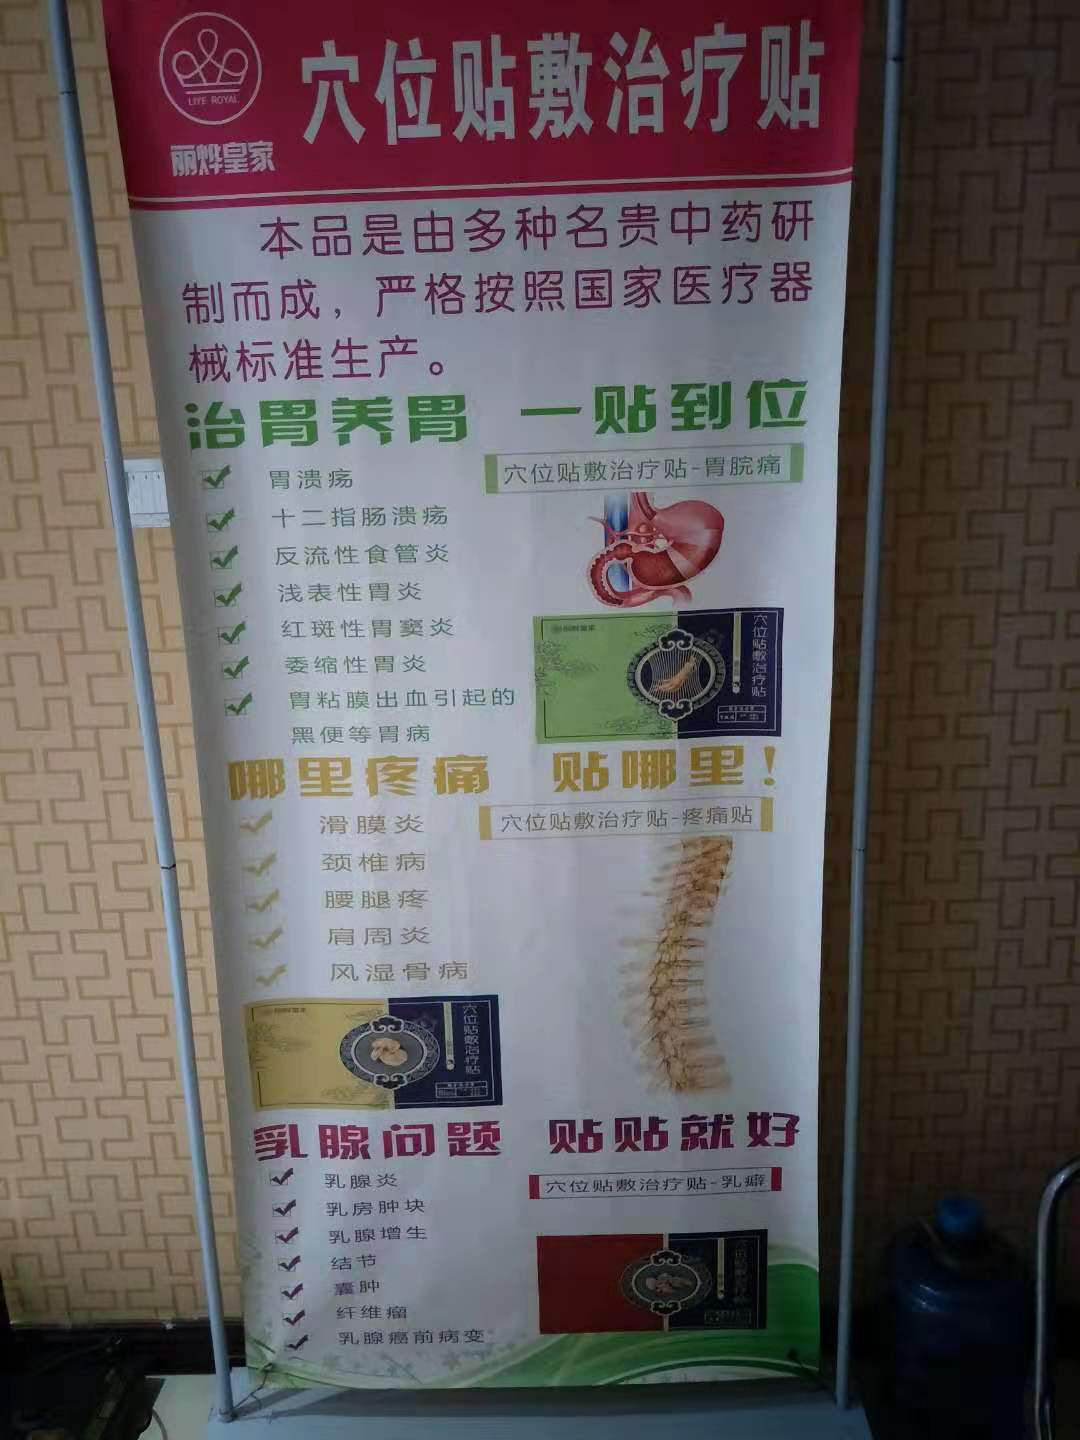 LIYE ROYAL
丽烨皇家
穴位贴敷治疗贴
本品是由多种名贵中药研
制而成，严格按照国家医疗器
械标准生产。
治胃养胃 一贴到位
胃溃疡
穴位贴敷治疗贴-胃脘痛
十二指肠溃疡
反流性食管炎
浅表性胃炎
红斑性胃窦炎
委缩性胃炎
胃粘膜出血引起的
黑便等胃病
穴位贴敷治疗贴
哪里疼痛 贴哪里!
滑膜炎
穴位贴敷治疗贴-疼痛贴
颈椎病
腰腿疼
肩周炎
风湿骨病
穴位贴敷治疗贴
乳腺问题 贴贴就好
乳腺炎
穴位贴敷治疗贴-乳癖
乳房肿块
乳腺增生
结节
囊肿
纤维瘤
乳腺癌前病变
穴位贴敷治疗贴